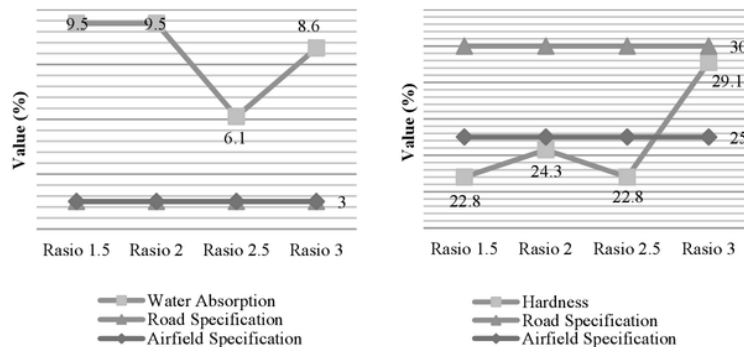 9.5 9.5 8.6
6.1
3
Value (%)
Rasio 1.5 Rasio 2 Rasio 2.5 Rasio 3
Water Absorption
Road Specification
Airfield Specification
36
29.1
25
22.8 24.3 22.8
Value (%)
Rasio 1.5 Rasio 2 Rasio 2.5 Rasio 3
Hardness
Road Specification
Airfield Specification